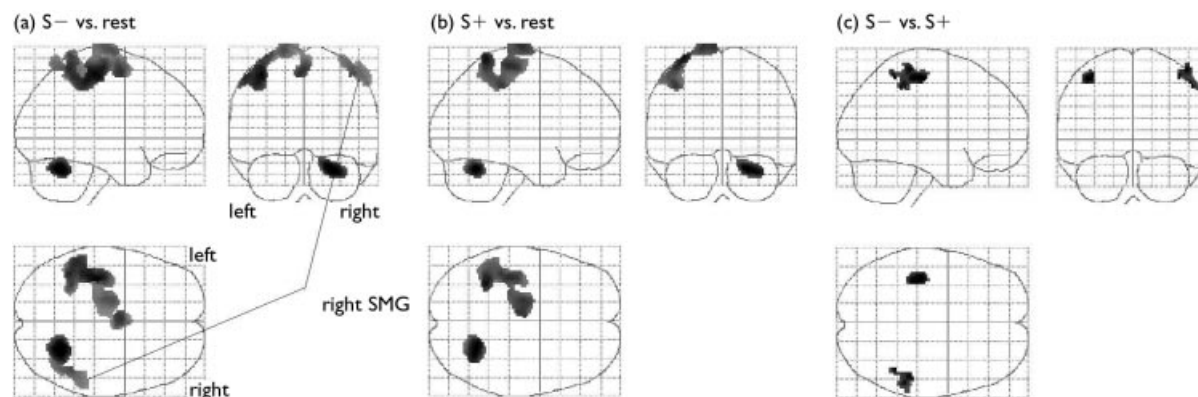 (a) S− vs. rest
(b) S+ vs. rest
(c) S− vs. S+
left
right
left
right SMG
right